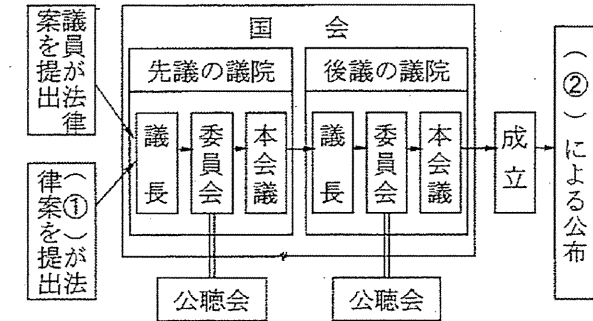 議員が法律
案を提出
(①)が法
律案を提出
国会
先議の議院
議長
委員会
本会議
後議の議院
議長
委員会
本会議
成立
(②)による公布
公聴会
公聴会